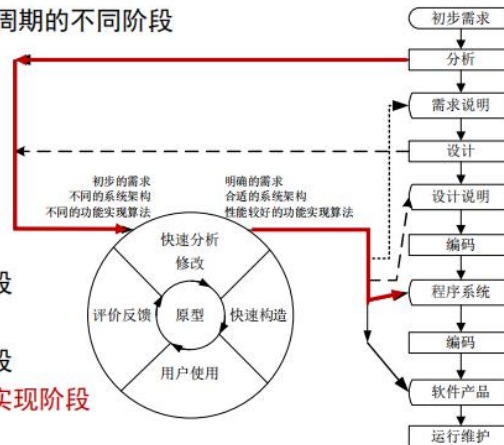 周期的不同阶段
初步需求
分析
需求说明
设计
设计说明
编码
程序系统
编码
软件产品
运行维护
初步的需求
不同的系统架构
不同的功能实现算法
明确的需求
合适的系统架构
性能较好的功能实现算法
快速分析
修改
评价反馈
原型
快速构造
用户使用
段
段
实现阶段